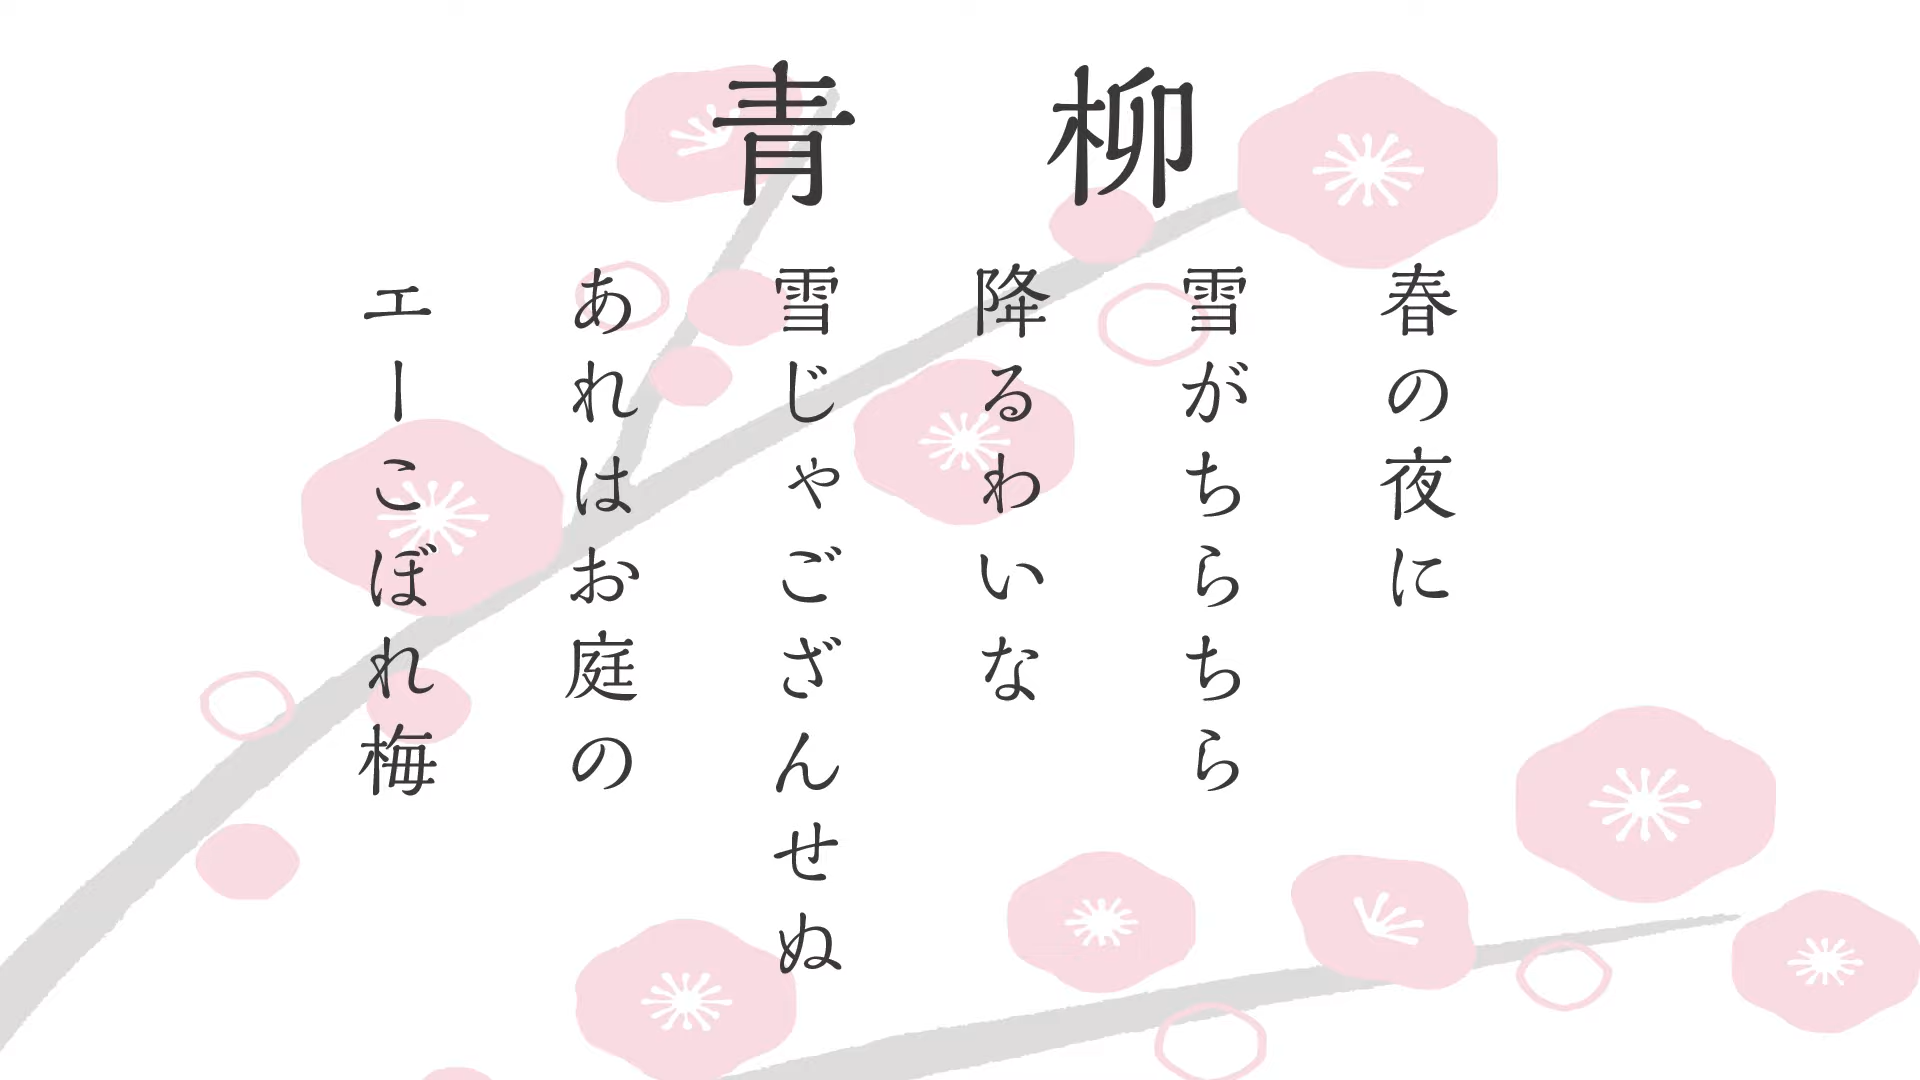 青柳
春の夜に
雪がちらちら
降るわいな
雪じゃござんせぬ
あれはお庭の
エーこぼれ梅